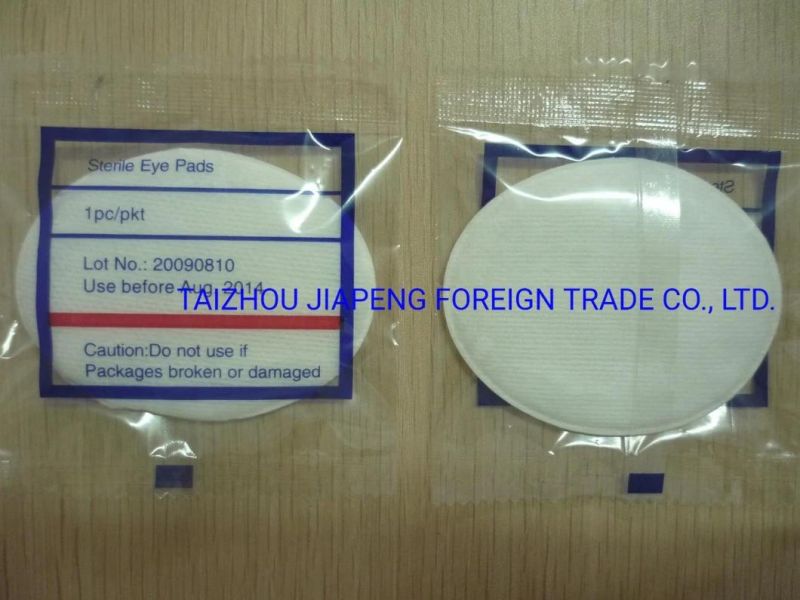 Sterile Eye Pads
1pc/pkt
Lot No.: 20090810
Use before Aug. 2014
TAIZHOU JIAPENG FOREIGN TRADE CO., LTD.
Caution:Do not use if
Packages broken or damaged